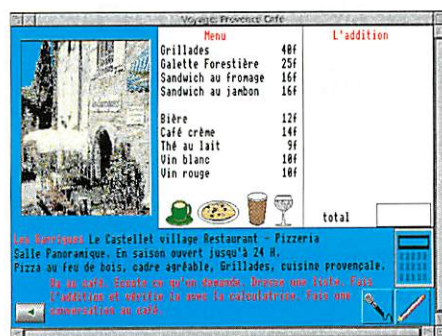 Voyage: Provence Café
Menu
Grillades 40f
Galette Forestière 25f
Sandwich au fromage 16f
Sandwich au jambon 16f
Bière 12f
Café crème 14f
Thé au lait 9f
Vin blanc 10f
Vin rouge 10f
L'addition
total
Les Barriques Le Castellet village Restaurant - Pizzeria
Salle Panoramique. En saison ouvert jusqu'à 24 H.
Pizza au feu de bois, cadre agréable, Grillades, cuisine provençale.
Va au café. Écoute ce qu'on demande. Dresse une liste. Fais
l'addition et vérifie la avec la calculatrice. Fais une
conversation au café.